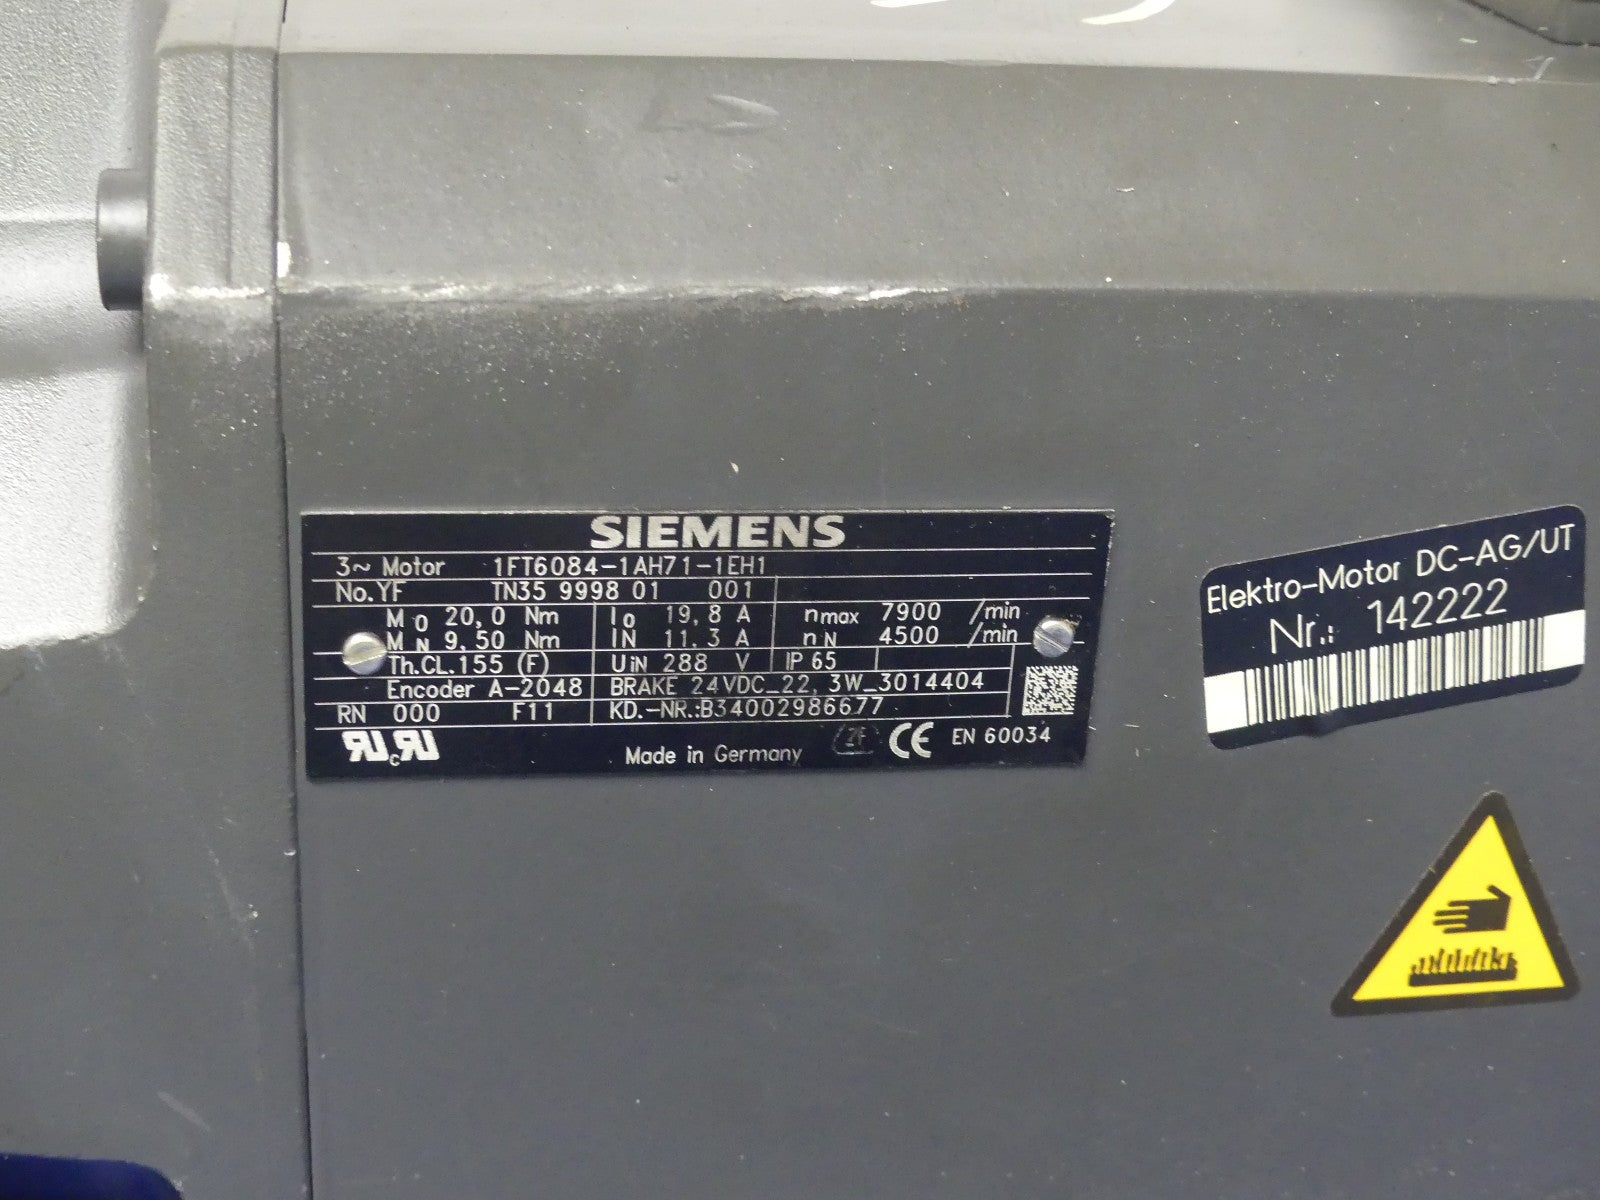 SIEMENS
3~ Motor 1FT6084-1AH71-1EH1
No.YF TN35 9998 01 001
M0 20,0 Nm I0 19,8 A nmax 7900 /min
MN 9,50 Nm IN 11,3 A nN 4500 /min
Th.CL.155 (F) UIN 288 V IP 65
Encoder A-2048 BRAKE 24VDC_22,3W_3014404
RN 000 F11 KD.-NR.:B34002986677
Made in Germany CE EN 60034
Elektro-Motor DC-AG/UT
Nr.: 142222